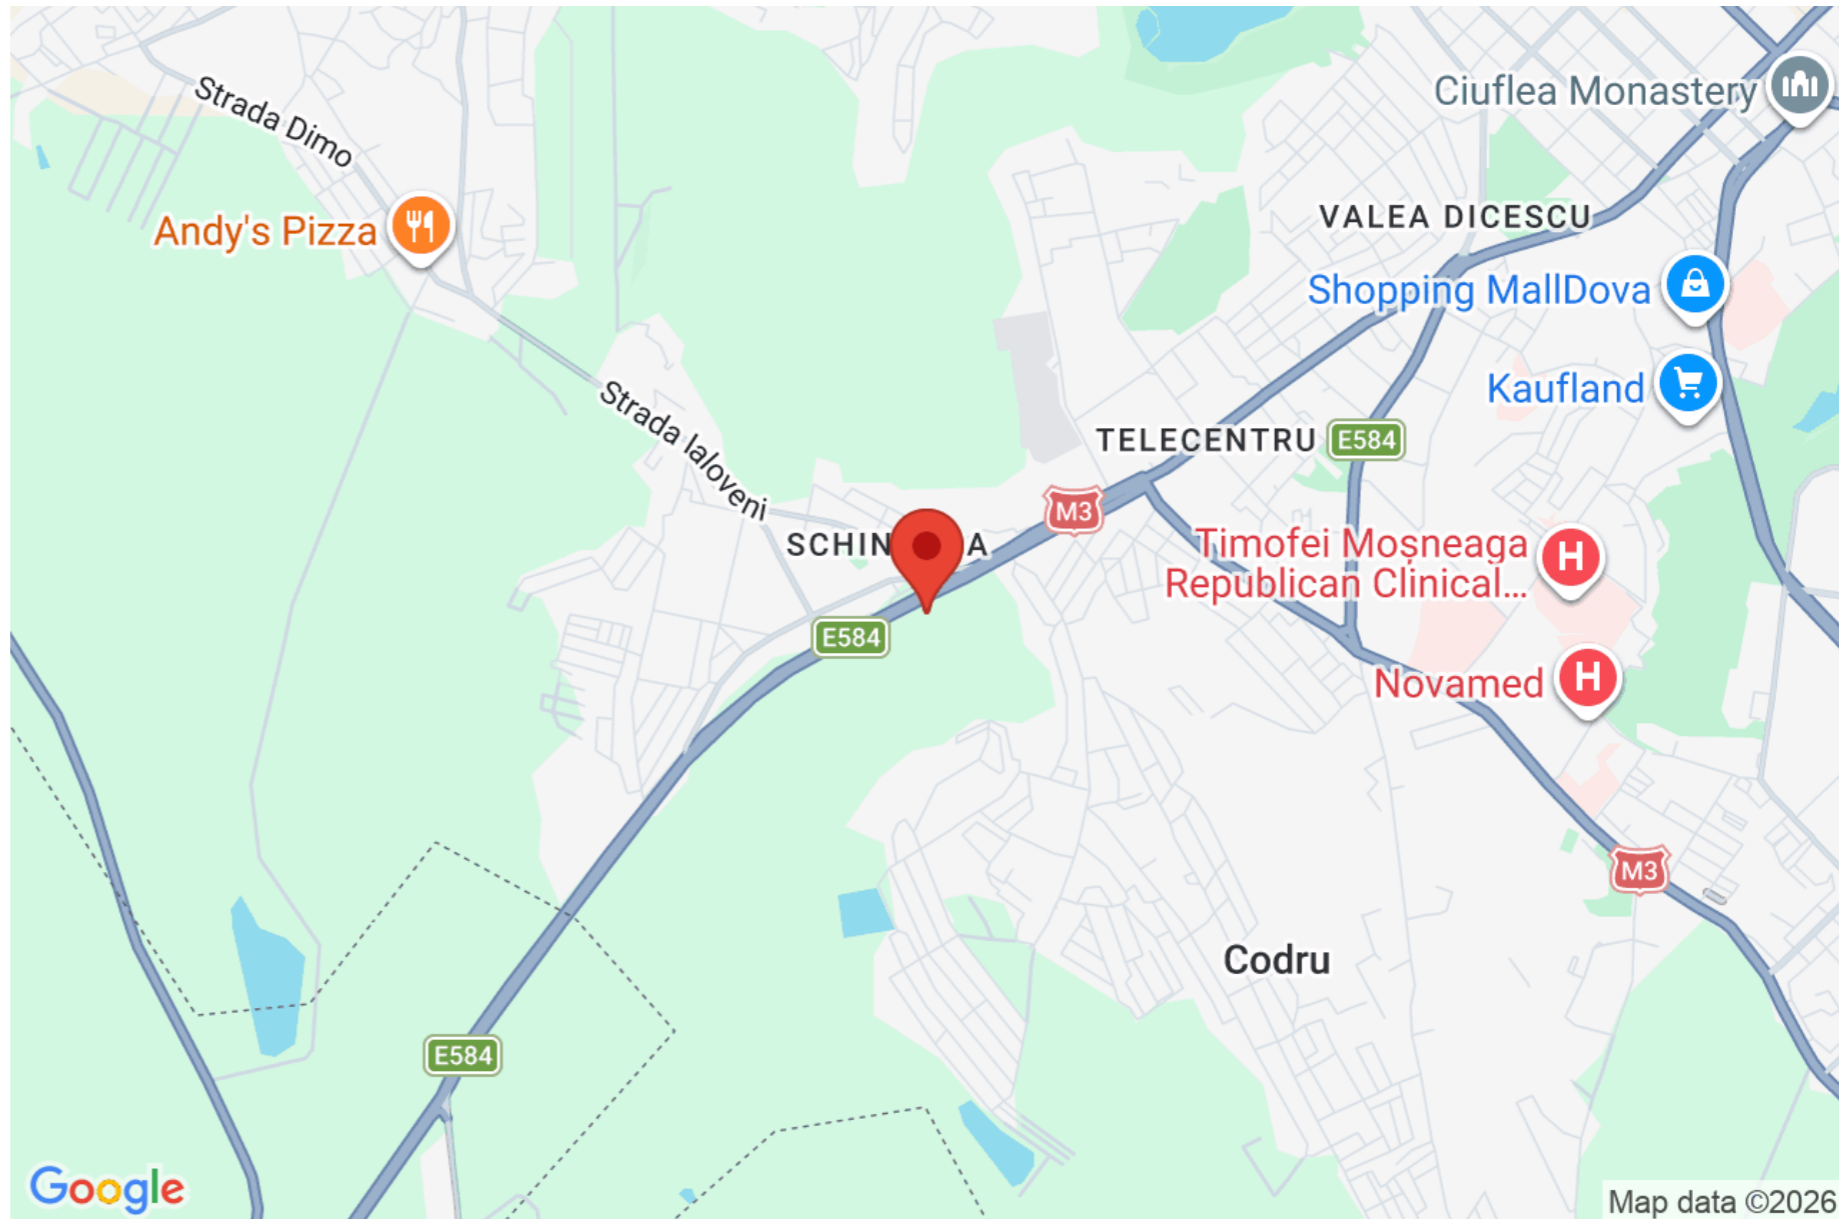 Ciuflea Monastery
Strada Dimo
VALEA DICESCU
Andy's Pizza
Shopping MallDova
Kaufland
Strada Ialoveni
TELECENTRU
E584
M3
SCHIN
A
Timofei Moșneaga
Republican Clinical...
H
E584
Novamed
H
M3
Codru
E584
Google
Map data ©2026